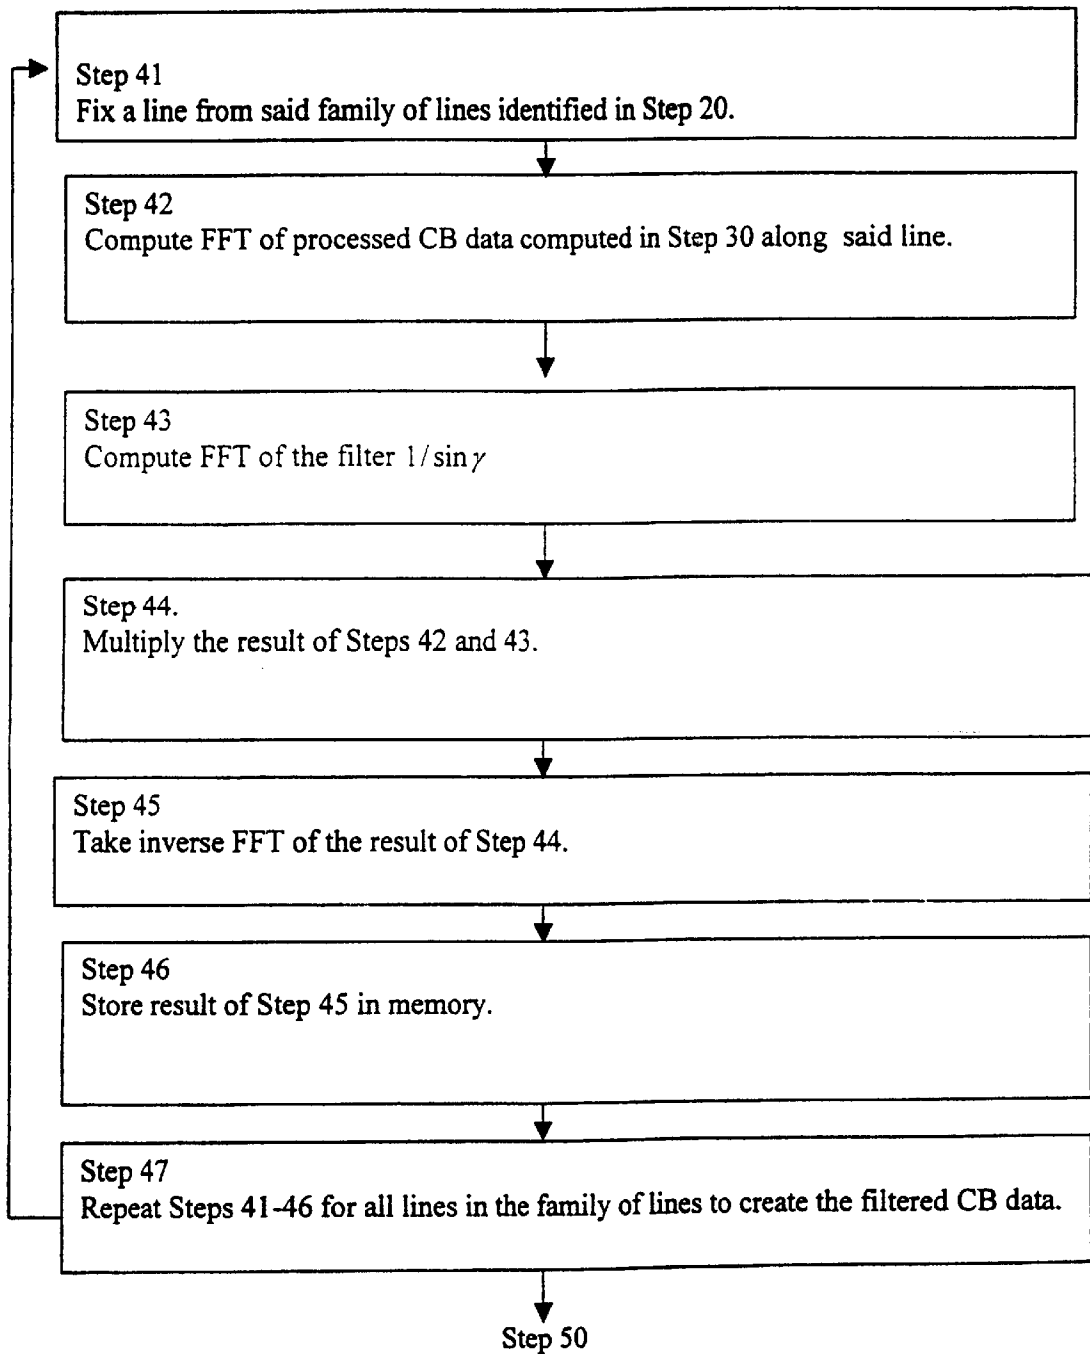 Step 41
Fix a line from said family of lines identified in Step 20.
Step 42
Compute FFT of processed CB data computed in Step 30 along said line.
Step 43
Compute FFT of the filter 1/sin γ
Step 44.
Multiply the result of Steps 42 and 43.
Step 45
Take inverse FFT of the result of Step 44.
Step 46
Store result of Step 45 in memory.
Step 47
Repeat Steps 41-46 for all lines in the family of lines to create the filtered CB data.
Step 50